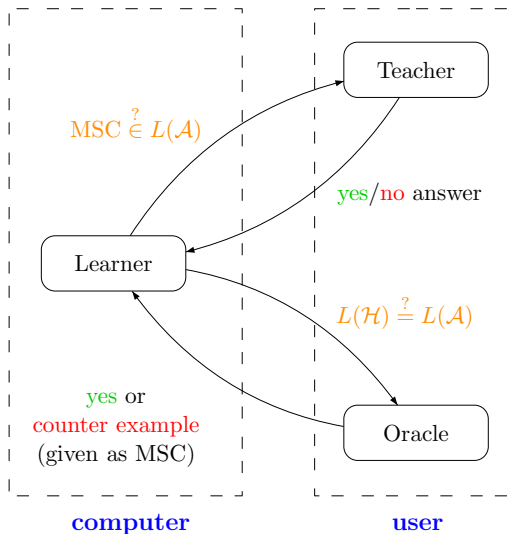 Teacher
MSC ?∈ L(𝒜)
yes/no answer
Learner
L(ℋ) ?= L(𝒜)
yes or
counter example
(given as MSC)
Oracle
computer
user